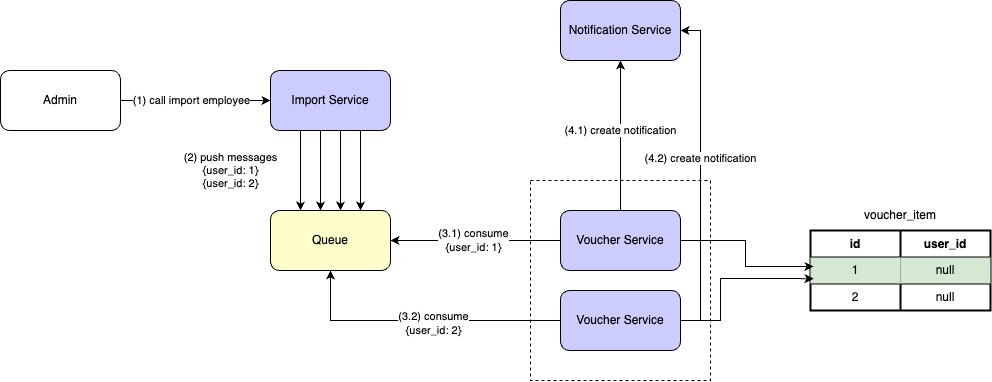 Notification Service
Admin
(1) call import employee
Import Service
(4.1) create notification
(2) push messages
{user_id: 1}
{user_id: 2}
(4.2) create notification
voucher_item
Queue
(3.1) consume
{user_id: 1}
Voucher Service
id user_id
1 null
2 null
(3.2) consume
{user_id: 2}
Voucher Service